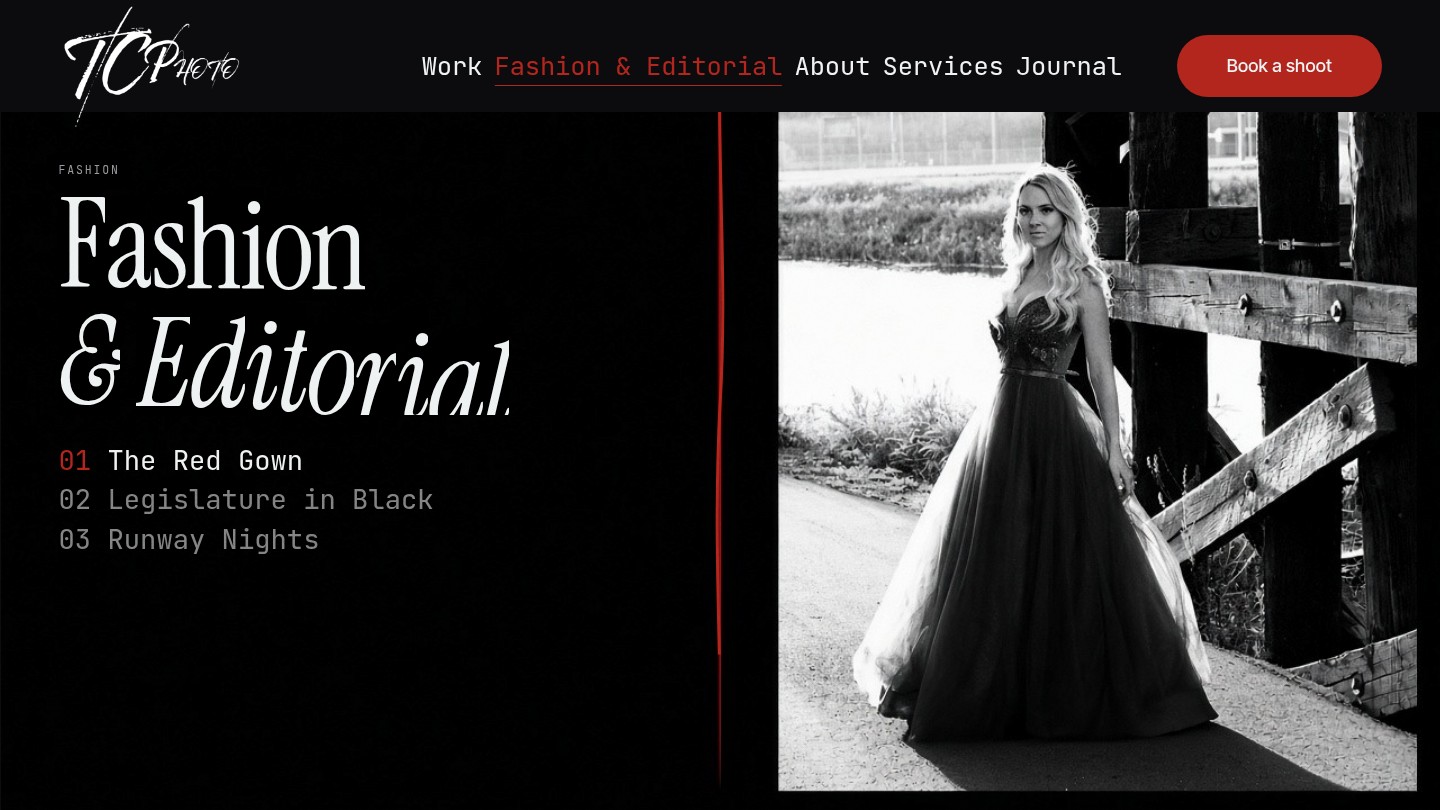 TCPHOTO
Work Fashion & Editorial About Services Journal
Book a shoot
FASHION
Fashion
& Editorial
01 The Red Gown
02 Legislature in Black
03 Runway Nights